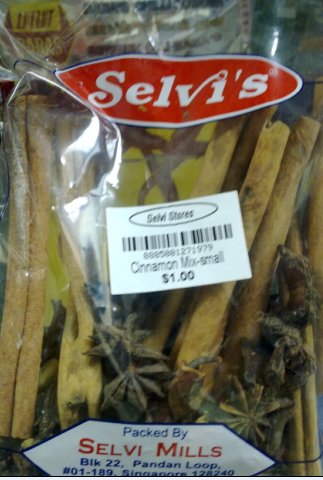 Selvi's
Selvi Stores
8885881271979
Cinnamon Mix-small
$1.00
Packed By
SELVI MILLS
Blk 22, Pandan Loop,
#01-189, Singapore 128240